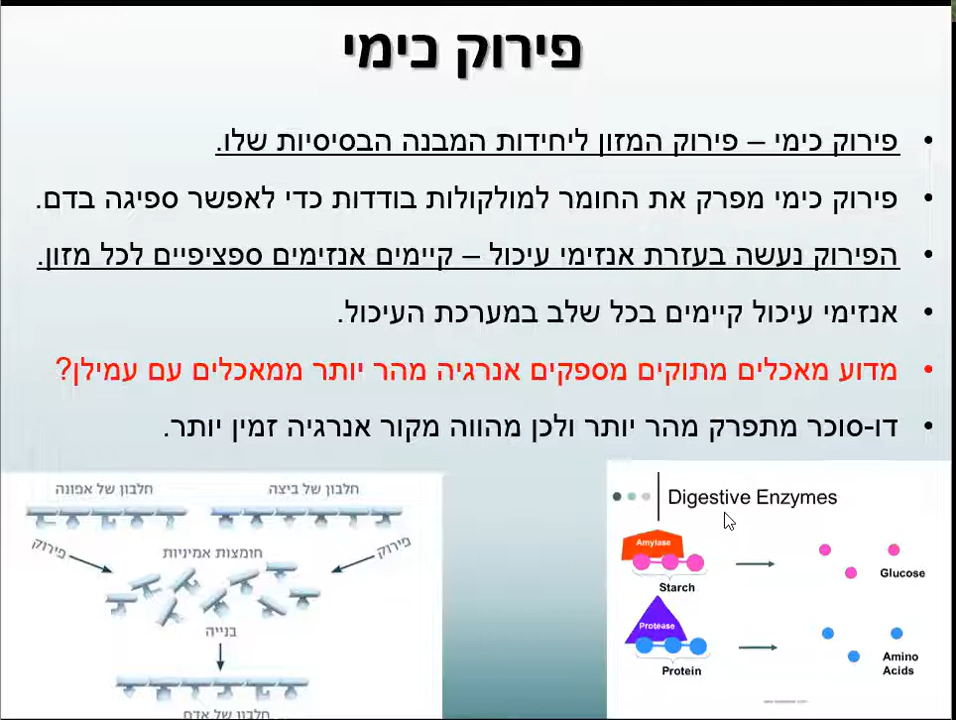 פירוק כימי
פירוק כימי – פירוק המזון ליחידות המבנה הבסיסיות שלו.
פירוק כימי מפרק את החומר למולקולות בודדות כדי לאפשר ספיגה בדם.
הפירוק נעשה בעזרת אנזימי עיכול – קיימים אנזימים ספציפיים לכל מזון.
אנזימי עיכול קיימים בכל שלב במערכת העיכול.
מדוע מאכלים מתוקים מספקים אנרגיה מהר יותר ממאכלים עם עמילן?
דו-סוכר מתפרק מהר יותר ולכן מהווה מקור אנרגיה זמין יותר.
חלבון של ביצה
חלבון של אפונה
פירוק
פירוק
חומצות אמיניות
בנייה
חלבון של אדם
Digestive Enzymes
Amylase
Starch
Glucose
Protease
Protein
Amino
Acids